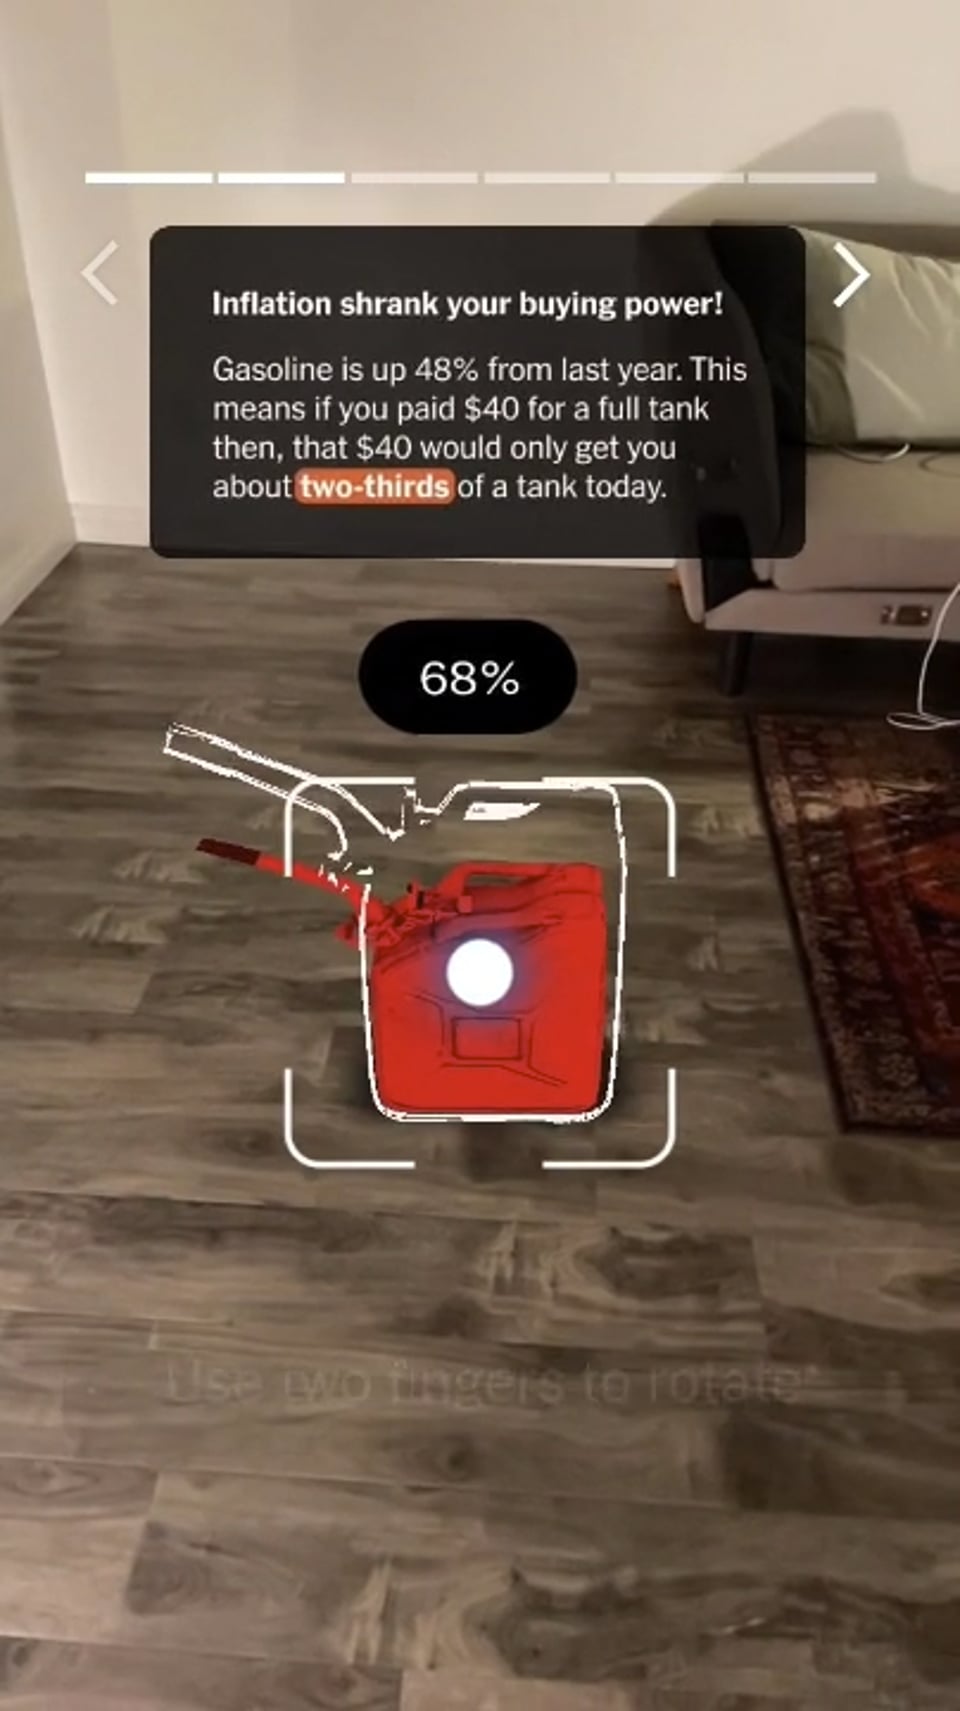 Inflation shrank your buying power!
Gasoline is up 48% from last year. This
means if you paid $40 for a full tank
then, that $40 would only get you
about two-thirds of a tank today.
68%
Use two fingers to rotate